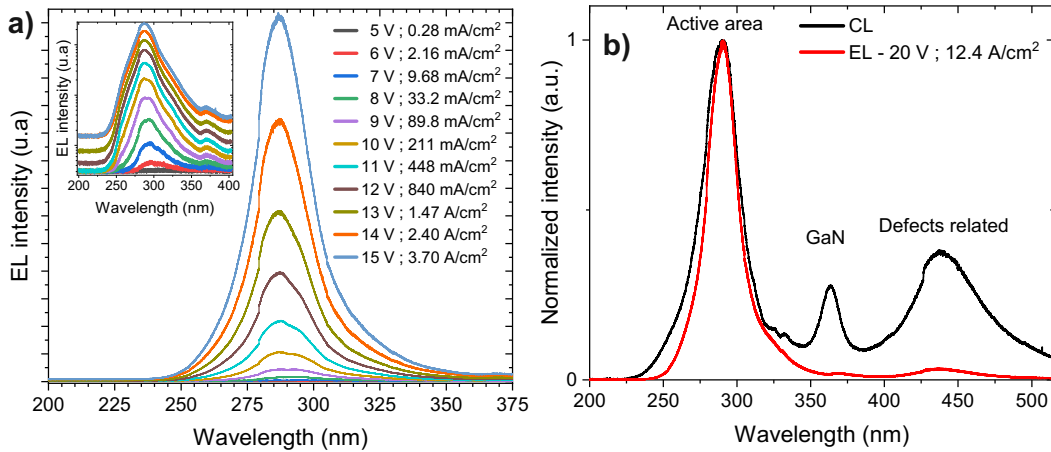 a)
EL intensity (u.a)
EL intensity (u.a)
200 250 300 350 400
Wavelength (nm)
5 V ; 0.28 mA/cm²
6 V ; 2.16 mA/cm²
7 V ; 9.68 mA/cm²
8 V ; 33.2 mA/cm²
9 V ; 89.8 mA/cm²
10 V ; 211 mA/cm²
11 V ; 448 mA/cm²
12 V ; 840 mA/cm²
13 V ; 1.47 A/cm²
14 V ; 2.40 A/cm²
15 V ; 3.70 A/cm²
200 225 250 275 300 325 350 375
Wavelength (nm)
b)
Normalized intensity (a.u.)
1
0
Active area
CL
EL - 20 V ; 12.4 A/cm²
GaN
Defects related
200 250 300 350 400 450 500
Wavelength (nm)